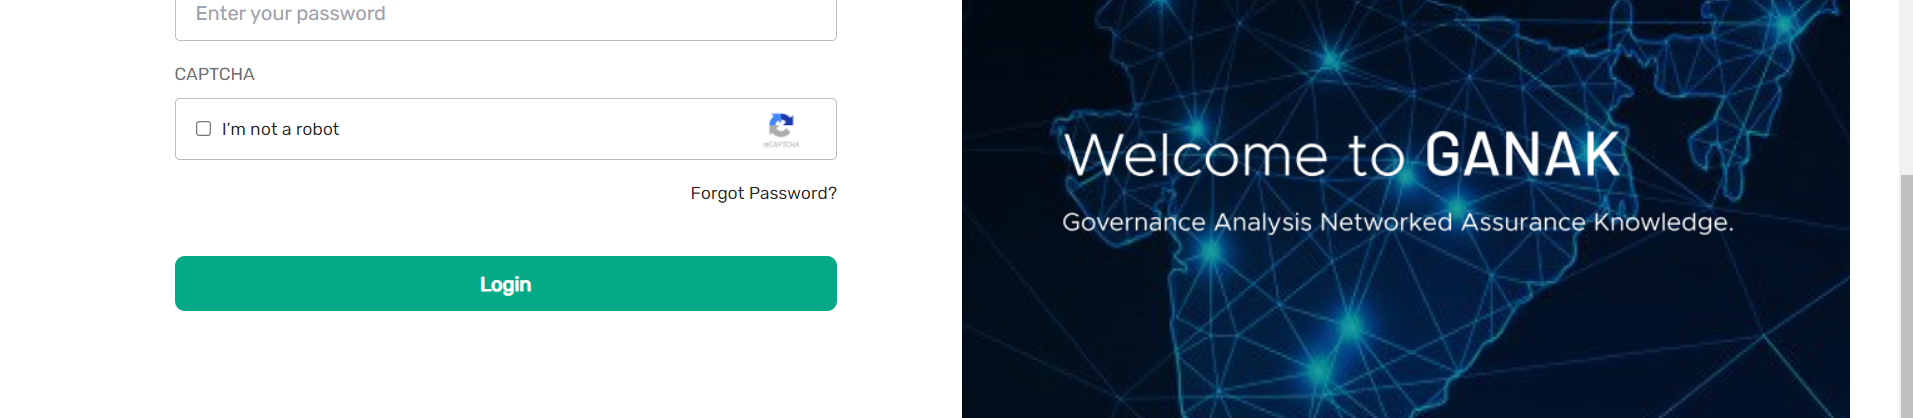 Enter your password
CAPTCHA
I'm not a robot
reCAPTCHA
Forgot Password?
Login
Welcome to GANAK
Governance Analysis Networked Assurance Knowledge.